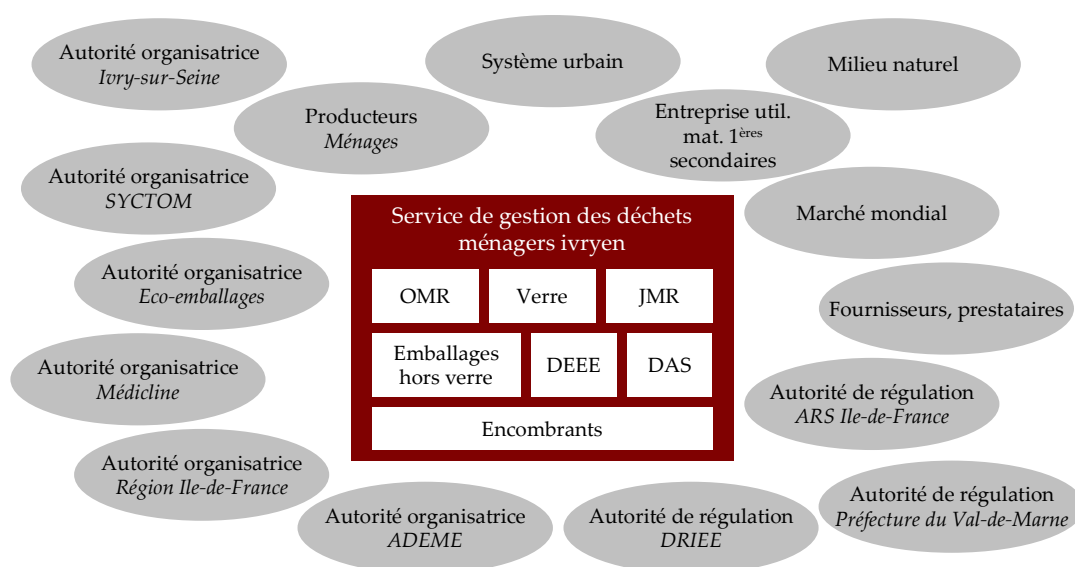 Autorité organisatrice
Ivry-sur-Seine
Système urbain
Milieu naturel
Producteurs
Ménages
Entreprise util.
mat. 1ères
secondaires
Autorité organisatrice
SYCTOM
Marché mondial
Service de gestion des déchets
ménagers ivryen
OMR
Verre
JMR
Emballages
hors verre
DEEE
DAS
Encombrants
Autorité organisatrice
Eco-emballages
Fournisseurs, prestataires
Autorité organisatrice
Médicline
Autorité de régulation
ARS Ile-de-France
Autorité organisatrice
Région Ile-de-France
Autorité de régulation
Préfecture du Val-de-Marne
Autorité organisatrice
ADEME
Autorité de régulation
DRIEE